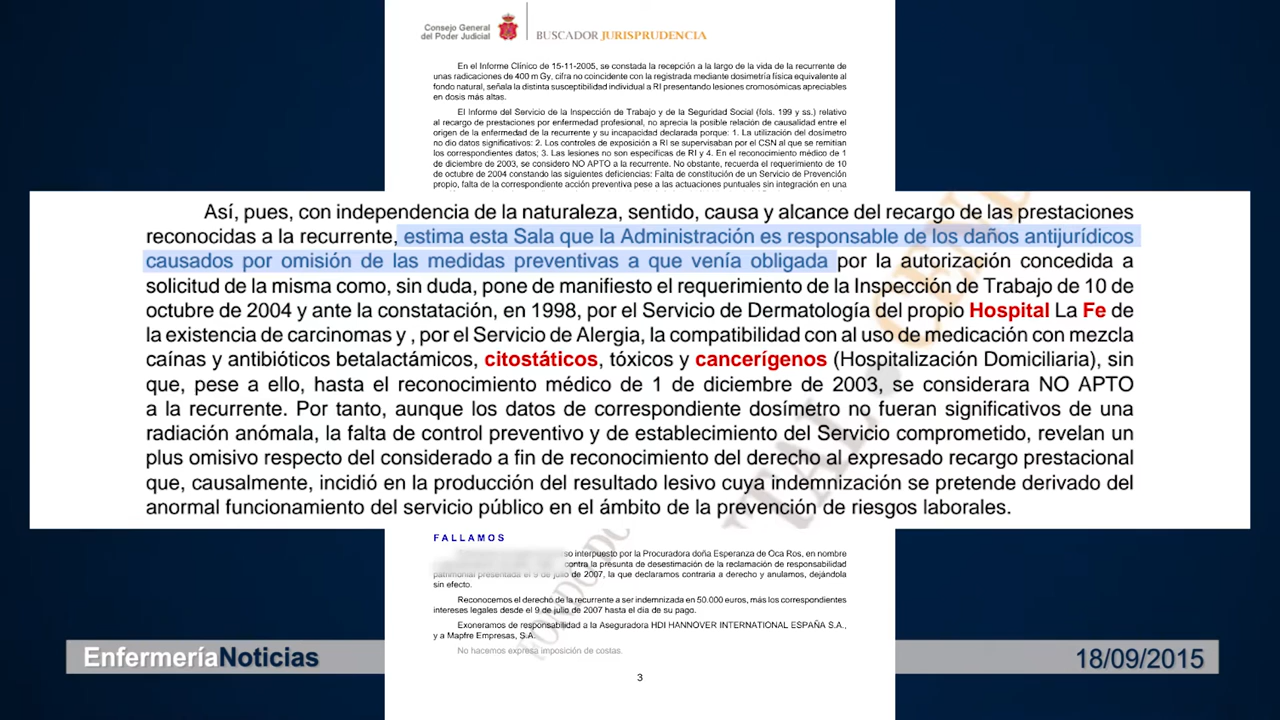 Consejo General
del Poder Judicial
BUSCADOR JURISPRUDENCIA
En el Informe Clínico de 15-11-2005, se constada la recepción a la largo de la vida de la recurrente de
unas radicaciones de 400 m Gy, cifra no coincidente con la registrada mediante dosimetría física equivalente al
fondo natural, señala la distinta susceptibilidad individual a RI presentando lesiones cromosómicas apreciables
en dosis más altas.
El Informe del Servicio de la Inspección de Trabajo y de la Seguridad Social (fols. 199 y ss.) relativo
al recargo de prestaciones por enfermedad profesional, no aprecia la posible relación de causalidad entre el
origen de la enfermedad de la recurrente y su incapacidad declarada porque: 1. La utilización del dosímetro
no dio datos significativos: 2. Los controles de exposición a RI se supervisaban por el CSN al que se remitian
los correspondientes datos; 3. Las lesiones no son específicas de RI y 4. En el reconocimiento médico de 1
de diciembre de 2003, se considero NO APTO a la recurrente. No obstante, recuerda el requerimiento de 10
de octubre de 2004 constando las siguientes deficiencias: Falta de constitución de un Servicio de Prevención
propio, falta de la correspondiente acción preventiva pese a las actuaciones puntuales sin integración en una
Así, pues, con independencia de la naturaleza, sentido, causa y alcance del recargo de las prestaciones
reconocidas a la recurrente, estima esta Sala que la Administración es responsable de los daños antijurídicos
causados por omisión de las medidas preventivas a que venía obligada por la autorización concedida a
solicitud de la misma como, sin duda, pone de manifiesto el requerimiento de la Inspección de Trabajo de 10 de
octubre de 2004 y ante la constatación, en 1998, por el Servicio de Dermatología del propio Hospital La Fe de
la existencia de carcinomas y , por el Servicio de Alergia, la compatibilidad con al uso de medicación con mezcla
caínas y antibióticos betalactámicos, citostáticos, tóxicos y cancerígenos (Hospitalización Domiciliaria), sin
que, pese a ello, hasta el reconocimiento médico de 1 de diciembre de 2003, se considerara NO APTO
a la recurrente. Por tanto, aunque los datos de correspondiente dosímetro no fueran significativos de una
radiación anómala, la falta de control preventivo y de establecimiento del Servicio comprometido, revelan un
plus omisivo respecto del considerado a fin de reconocimiento del derecho al expresado recargo prestacional
que, causalmente, incidió en la producción del resultado lesivo cuya indemnización se pretende derivado del
anormal funcionamiento del servicio público en el ámbito de la prevención de riesgos laborales.
FALLAMOS
so interpuesto por la Procuradora doña Esperanza de Oca Ros, en nombre
contra la presunta de desestimación de la reclamación de responsabilidad
patrimonial presentada el 9 de julio de 2007, la que declaramos contraria a derecho y anulamos, dejándola
sin efecto.
Reconocemos el derecho de la recurrente a ser indemnizada en 50.000 euros, más los correspondientes
intereses legales desde el 9 de julio de 2007 hasta el día de su pago.
Exoneramos de responsabilidad a la Aseguradora HDI HANNOVER INTERNATIONAL ESPAÑA S.A.,
y a Mapfre Empresas, S.A.
No hacemos expresa imposición de costas.
3
EnfermeríaNoticias
18/09/2015